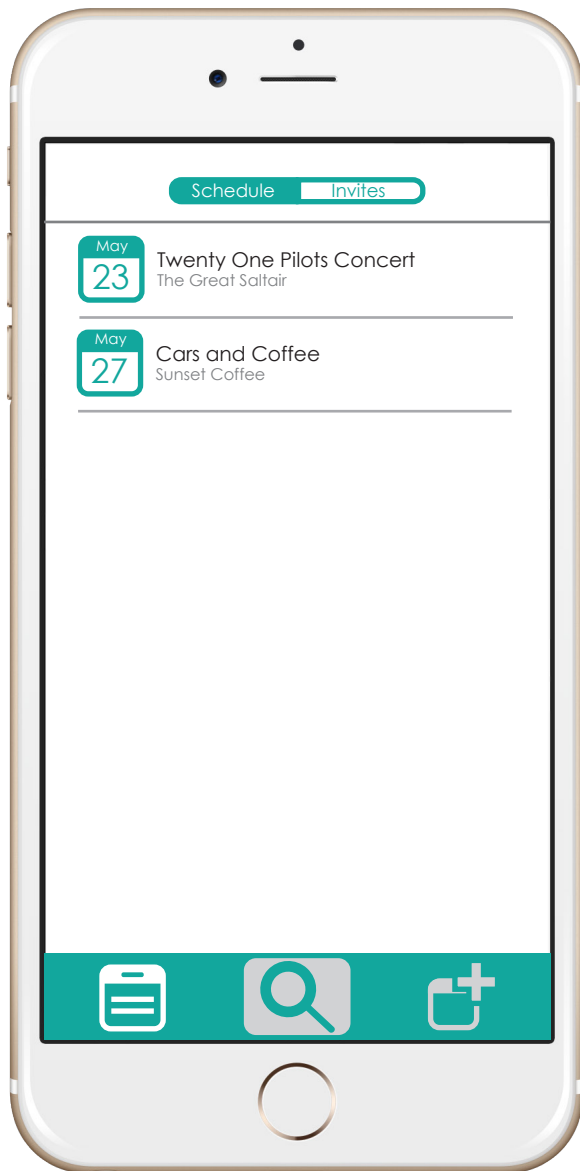 Schedule Invites
May
23
Twenty One Pilots Concert
The Great Saltair
May
27
Cars and Coffee
Sunset Coffee